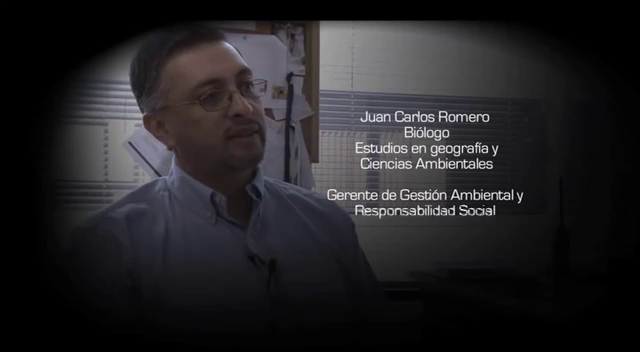 Juan Carlos Romero
Biólogo
Estudios en geografía y
Ciencias Ambientales
Gerente de Gestión Ambiental y
Responsabilidad Social